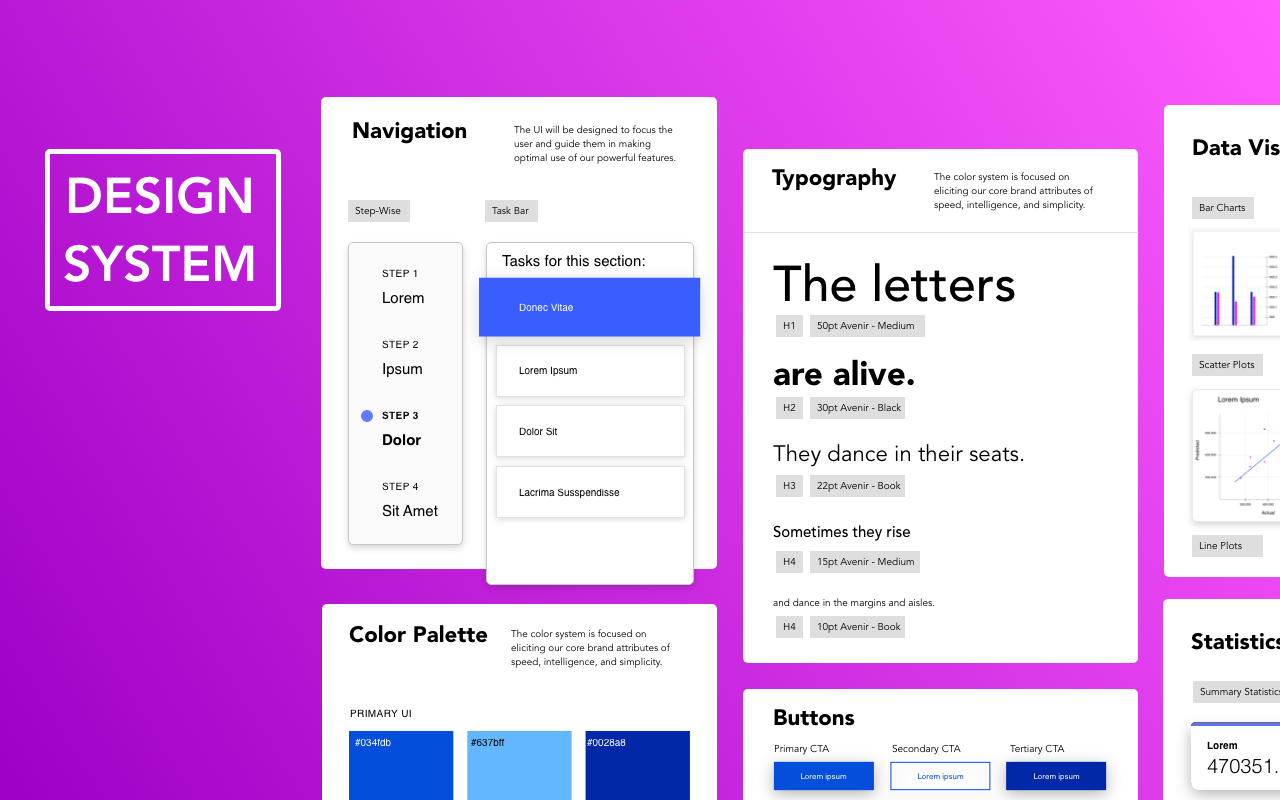 DESIGN
SYSTEM
Navigation
The UI will be designed to focus the
user and guide them in making
optimal use of our powerful features.
Step-Wise
Task Bar
STEP 1
Lorem
STEP 2
Ipsum
STEP 3
Dolor
STEP 4
Sit Amet
Tasks for this section:
Donec Vitae
Lorem Ipsum
Dolor Sit
Lacrima Susspendisse
Color Palette
The color system is focused on
eliciting our core brand attributes of
speed, intelligence, and simplicity.
PRIMARY UI
#034fdb
#637bff
#0028a8
Typography
The color system is focused on
eliciting our core brand attributes of
speed, intelligence, and simplicity.
The letters
H1 50pt Avenir - Medium
are alive.
H2 30pt Avenir - Black
They dance in their seats.
H3 22pt Avenir - Book
Sometimes they rise
H4 15pt Avenir - Medium
and dance in the margins and aisles.
H4 10pt Avenir - Book
Buttons
Primary CTA
Secondary CTA
Tertiary CTA
Lorem ipsum
Lorem ipsum
Lorem ipsum
Data Vis
Bar Charts
Scatter Plots
Lorem Ipsum
Predicted
Actual
Line Plots
Statistics
Summary Statistics
Lorem
470351.